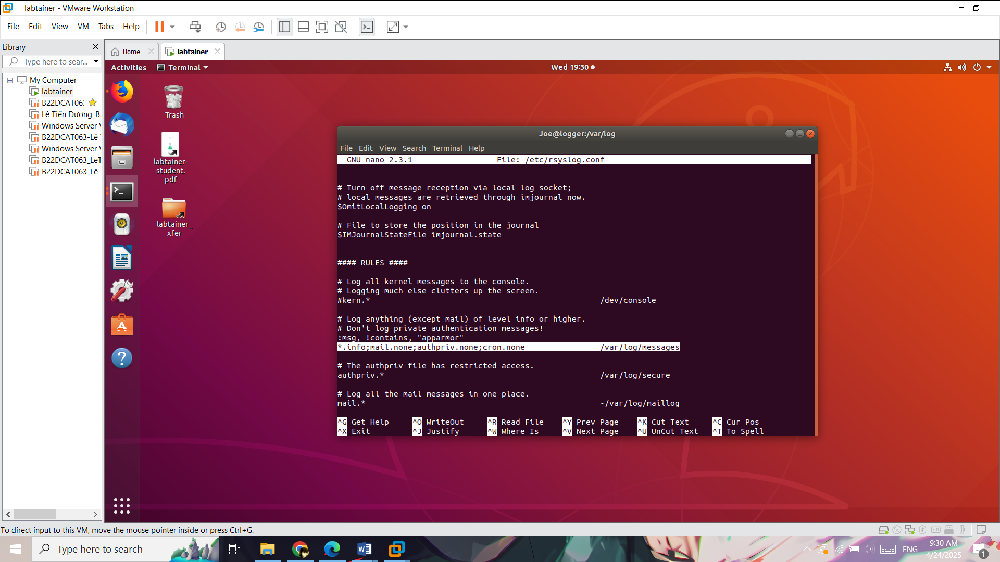 labtainer - VMware Workstation
File Edit View VM Tabs Help
Library
Type here to sear...
Home
labtainer
My Computer
labtainer
B22DCAT06:
Lê Tiến Dương_B2
Windows Server V
B22DCAT063-Lê T
Windows Server V
B22DCAT063_LeT
B22DCAT063-Lê T
Activities Terminal Wed 19:30
Trash
labtainer-
student.
pdf
labtainer_
xfer
Joe@logger:/var/log
File Edit View Search Terminal Help
GNU nano 2.3.1 File: /etc/rsyslog.conf
# Turn off message reception via local log socket;
# local messages are retrieved through imjournal now.
$OmitLocalLogging on
# File to store the position in the journal
$IMJournalStateFile imjournal.state
#### RULES ####
# Log all kernel messages to the console.
# Logging much else clutters up the screen.
#kern.* /dev/console
# Log anything (except mail) of level info or higher.
# Don't log private authentication messages!
:msg, !contains, "apparmor"
*.info;mail.none;authpriv.none;cron.none /var/log/messages
# The authpriv file has restricted access.
authpriv.* /var/log/secure
# Log all the mail messages in one place.
mail.* -/var/log/maillog
^G Get Help ^O WriteOut ^R Read File ^Y Prev Page ^K Cut Text ^C Cur Pos
^X Exit ^J Justify ^W Where Is ^V Next Page ^U UnCut Text ^T To Spell
To direct input to this VM, move the mouse pointer inside or press Ctrl+G.
Type here to search
ENG
9:30 AM
4/24/2025
1